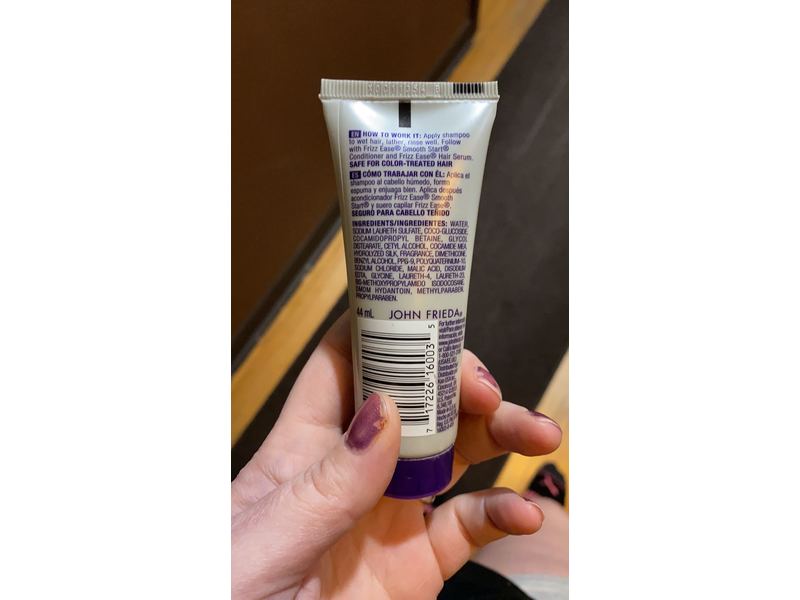 EN HOW TO WORK IT: Apply shampoo
to wet hair, lather, rinse well. Follow
with Frizz Ease® Smooth Start®
Conditioner and Frizz Ease® Hair Serum.
SAFE FOR COLOR-TREATED HAIR
ES CÓMO TRABAJAR CON ÉL: Aplica el
shampoo al cabello húmedo, forma
espuma y enjuaga bien. Aplica después
acondicionador Frizz Ease® Smooth
Start® y suero capilar Frizz Ease®.
SEGURO PARA CABELLO TEÑIDO
INGREDIENTS/INGREDIENTES: WATER,
SODIUM LAURETH SULFATE, COCO-GLUCOSIDE,
COCAMIDOPROPYL BETAINE, GLYCOL
DISTEARATE, CETYL ALCOHOL, COCAMIDE MEA,
HYDROLYZED SILK, FRAGRANCE, DIMETHICONE,
BENZYL ALCOHOL, PPG-9, POLYQUATERNIUM-10,
SODIUM CHLORIDE, MALIC ACID, DISODIUM
EDTA, GLYCINE, LAURETH-4, LAURETH-23,
BIS-METHOXYPROPYLAMIDO ISODOCOSANE,
DMDM HYDANTOIN, METHYLPARABEN,
PROPYLPARABEN.
44 mL JOHN FRIEDA®
For further
7 17226 16003 5